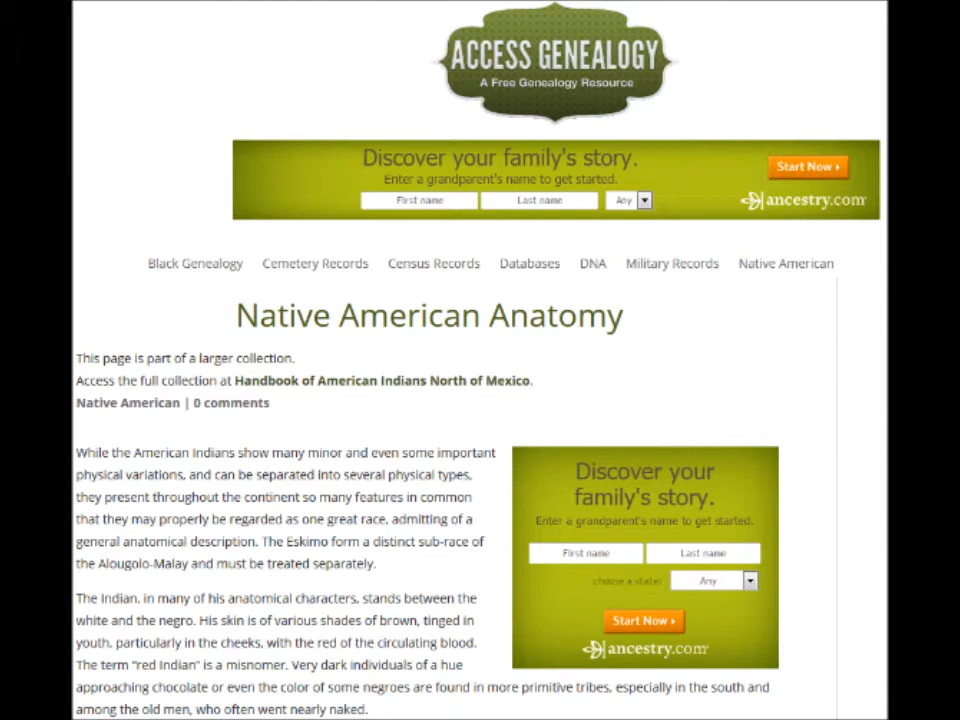 ACCESS GENEALOGY
A Free Genealogy Resource
Discover your family's story.
Enter a grandparent's name to get started.
First name Last name Any
Start Now
ancestry.com
Black Genealogy Cemetery Records Census Records Databases DNA Military Records Native American
Native American Anatomy
This page is part of a larger collection.
Access the full collection at Handbook of American Indians North of Mexico.
Native American | 0 comments
While the American Indians show many minor and even some important
physical variations, and can be separated into several physical types,
they present throughout the continent so many features in common
that they may properly be regarded as one great race, admitting of a
general anatomical description. The Eskimo form a distinct sub-race of
the Alougolo-Malay and must be treated separately.
The Indian, in many of his anatomical characters, stands between the
white and the negro. His skin is of various shades of brown, tinged in
youth, particularly in the cheeks, with the red of the circulating blood.
The term “red Indian” is a misnomer. Very dark individuals of a hue
approaching chocolate or even the color of some negroes are found in more primitive tribes, especially in the south and
among the old men, who often went nearly naked.
Discover your
family's story.
Enter a grandparent's name to get started.
First name Last name
choose a state: Any
Start Now
ancestry.com